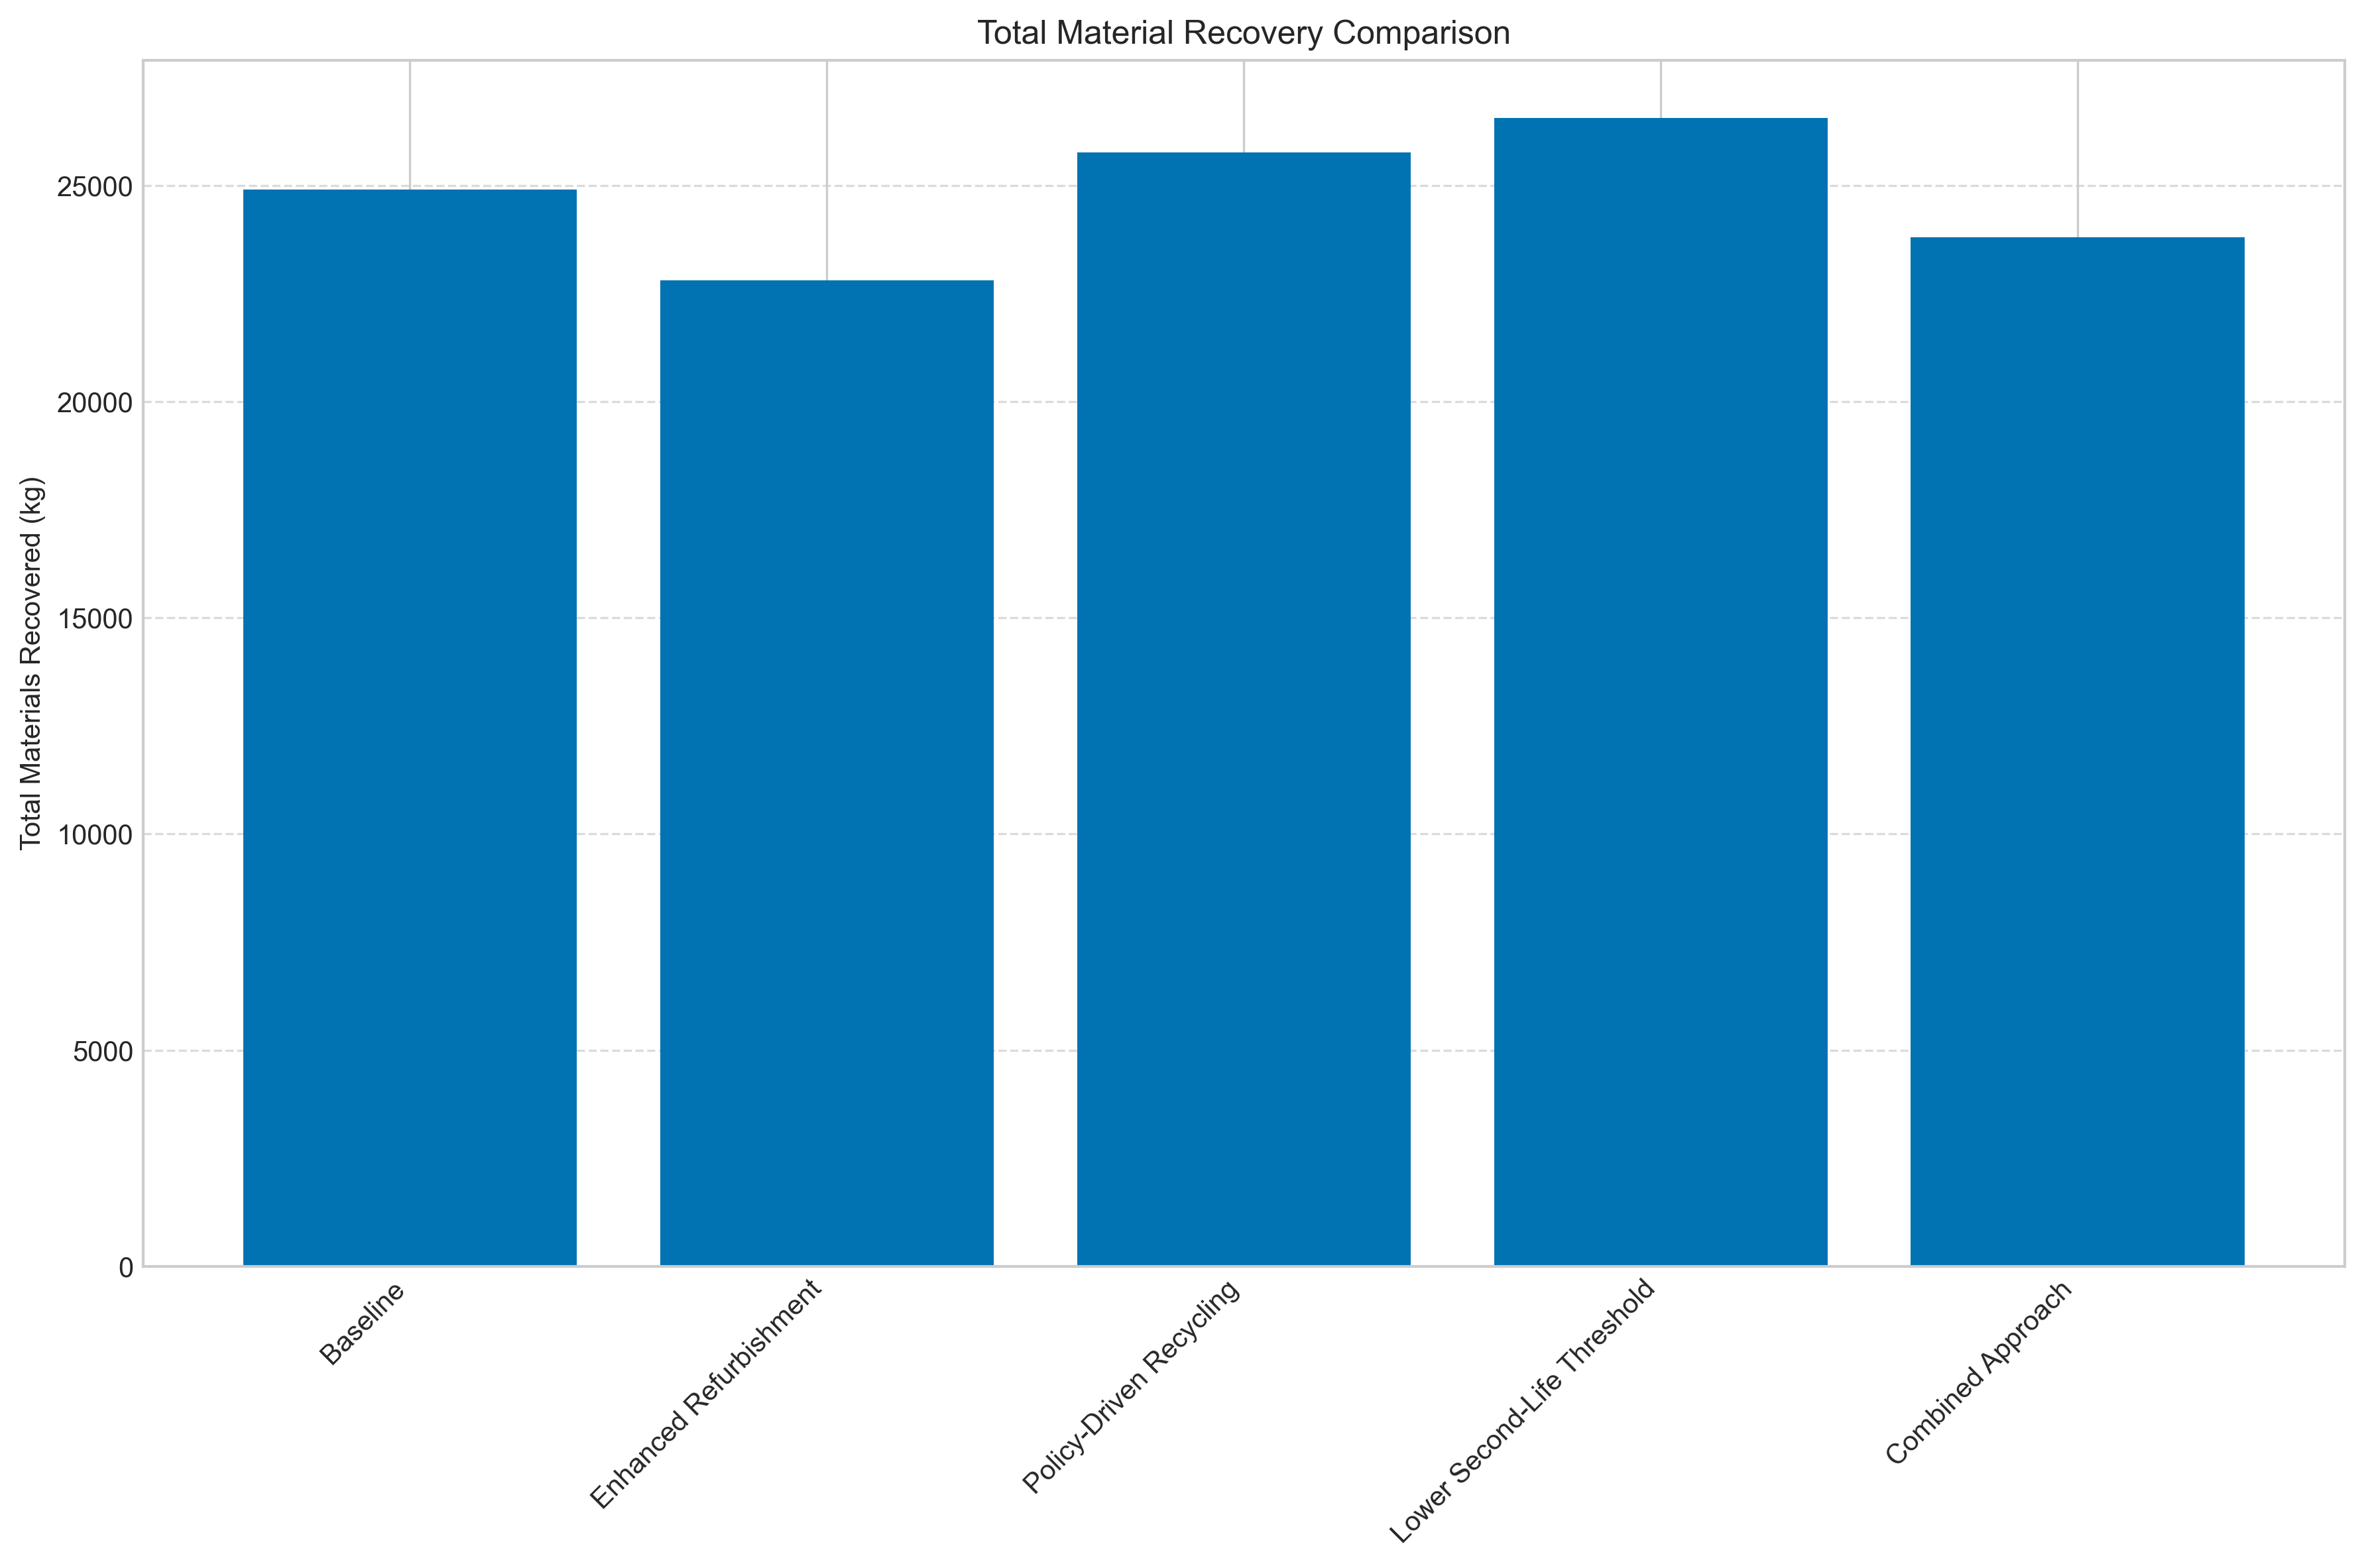 Total Material Recovery Comparison
Total Materials Recovered (kg)
25000
20000
15000
10000
5000
0
Baseline
Enhanced Refurbishment
Policy-Driven Recycling
Lower Second-Life Threshold
Combined Approach